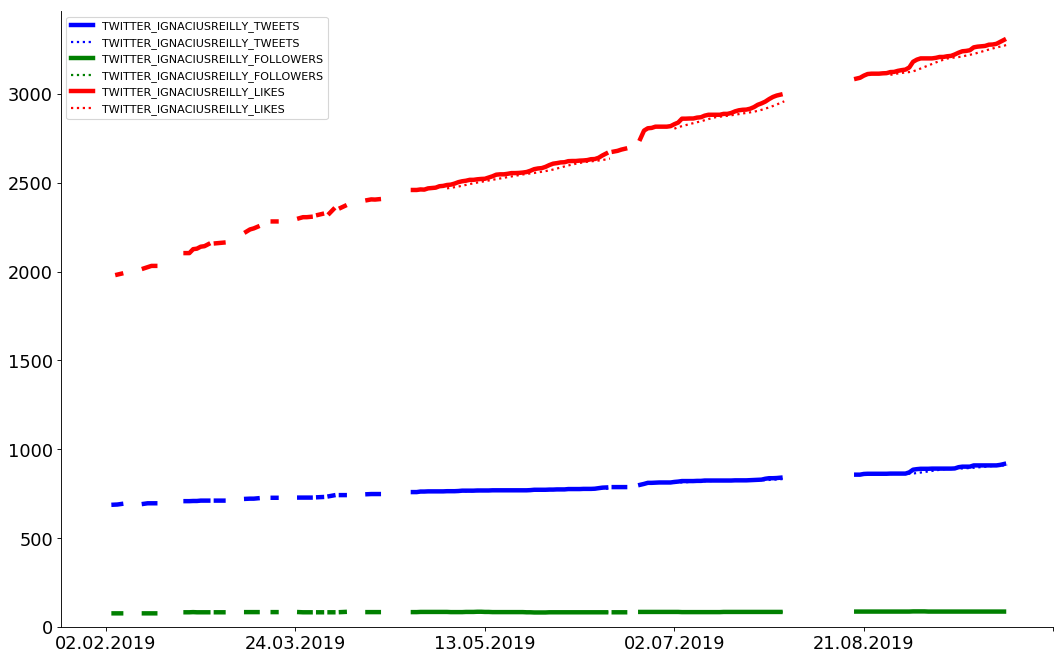 TWITTER_IGNACIUSREILLY_TWEETS
TWITTER_IGNACIUSREILLY_TWEETS
TWITTER_IGNACIUSREILLY_FOLLOWERS
TWITTER_IGNACIUSREILLY_FOLLOWERS
TWITTER_IGNACIUSREILLY_LIKES
TWITTER_IGNACIUSREILLY_LIKES
3000
2500
2000
1500
1000
500
0
02.02.2019 24.03.2019 13.05.2019 02.07.2019 21.08.2019